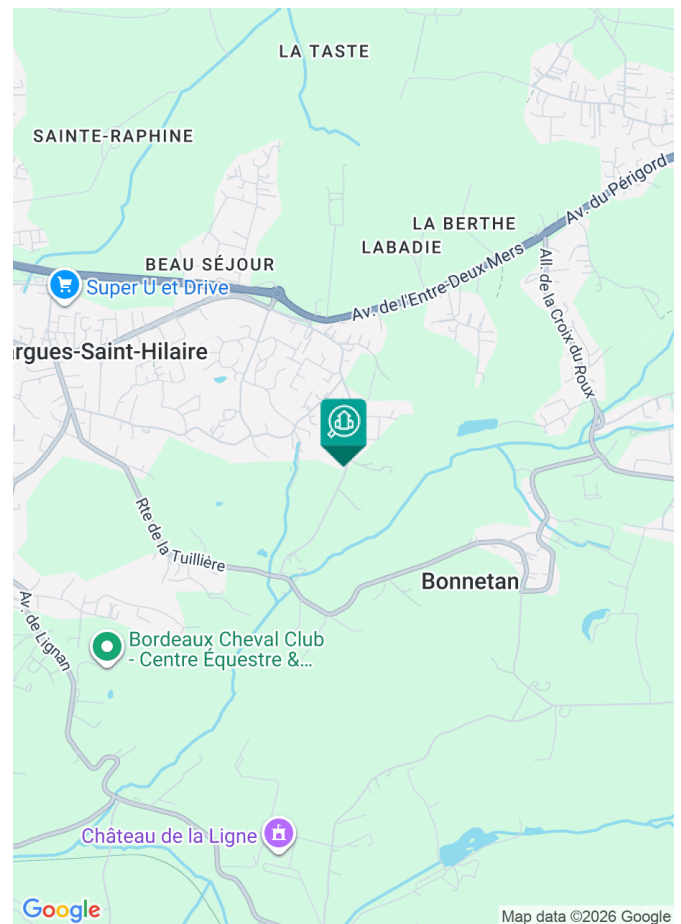 LA TASTE
SAINTE-RAPHINE
Av. du Périgord
LA BERTHE
LABADIE
BEAU SÉJOUR
Super U et Drive
Av. de l'Entre-Deux Mers
All. de la Croix du Roux
rgues-Saint-Hilaire
Rte de la Tuillière
Bonnetan
Av. de Lignan
Bordeaux Cheval Club
- Centre Équestre &...
Château de la Ligne
Google
Map data ©2026 Google